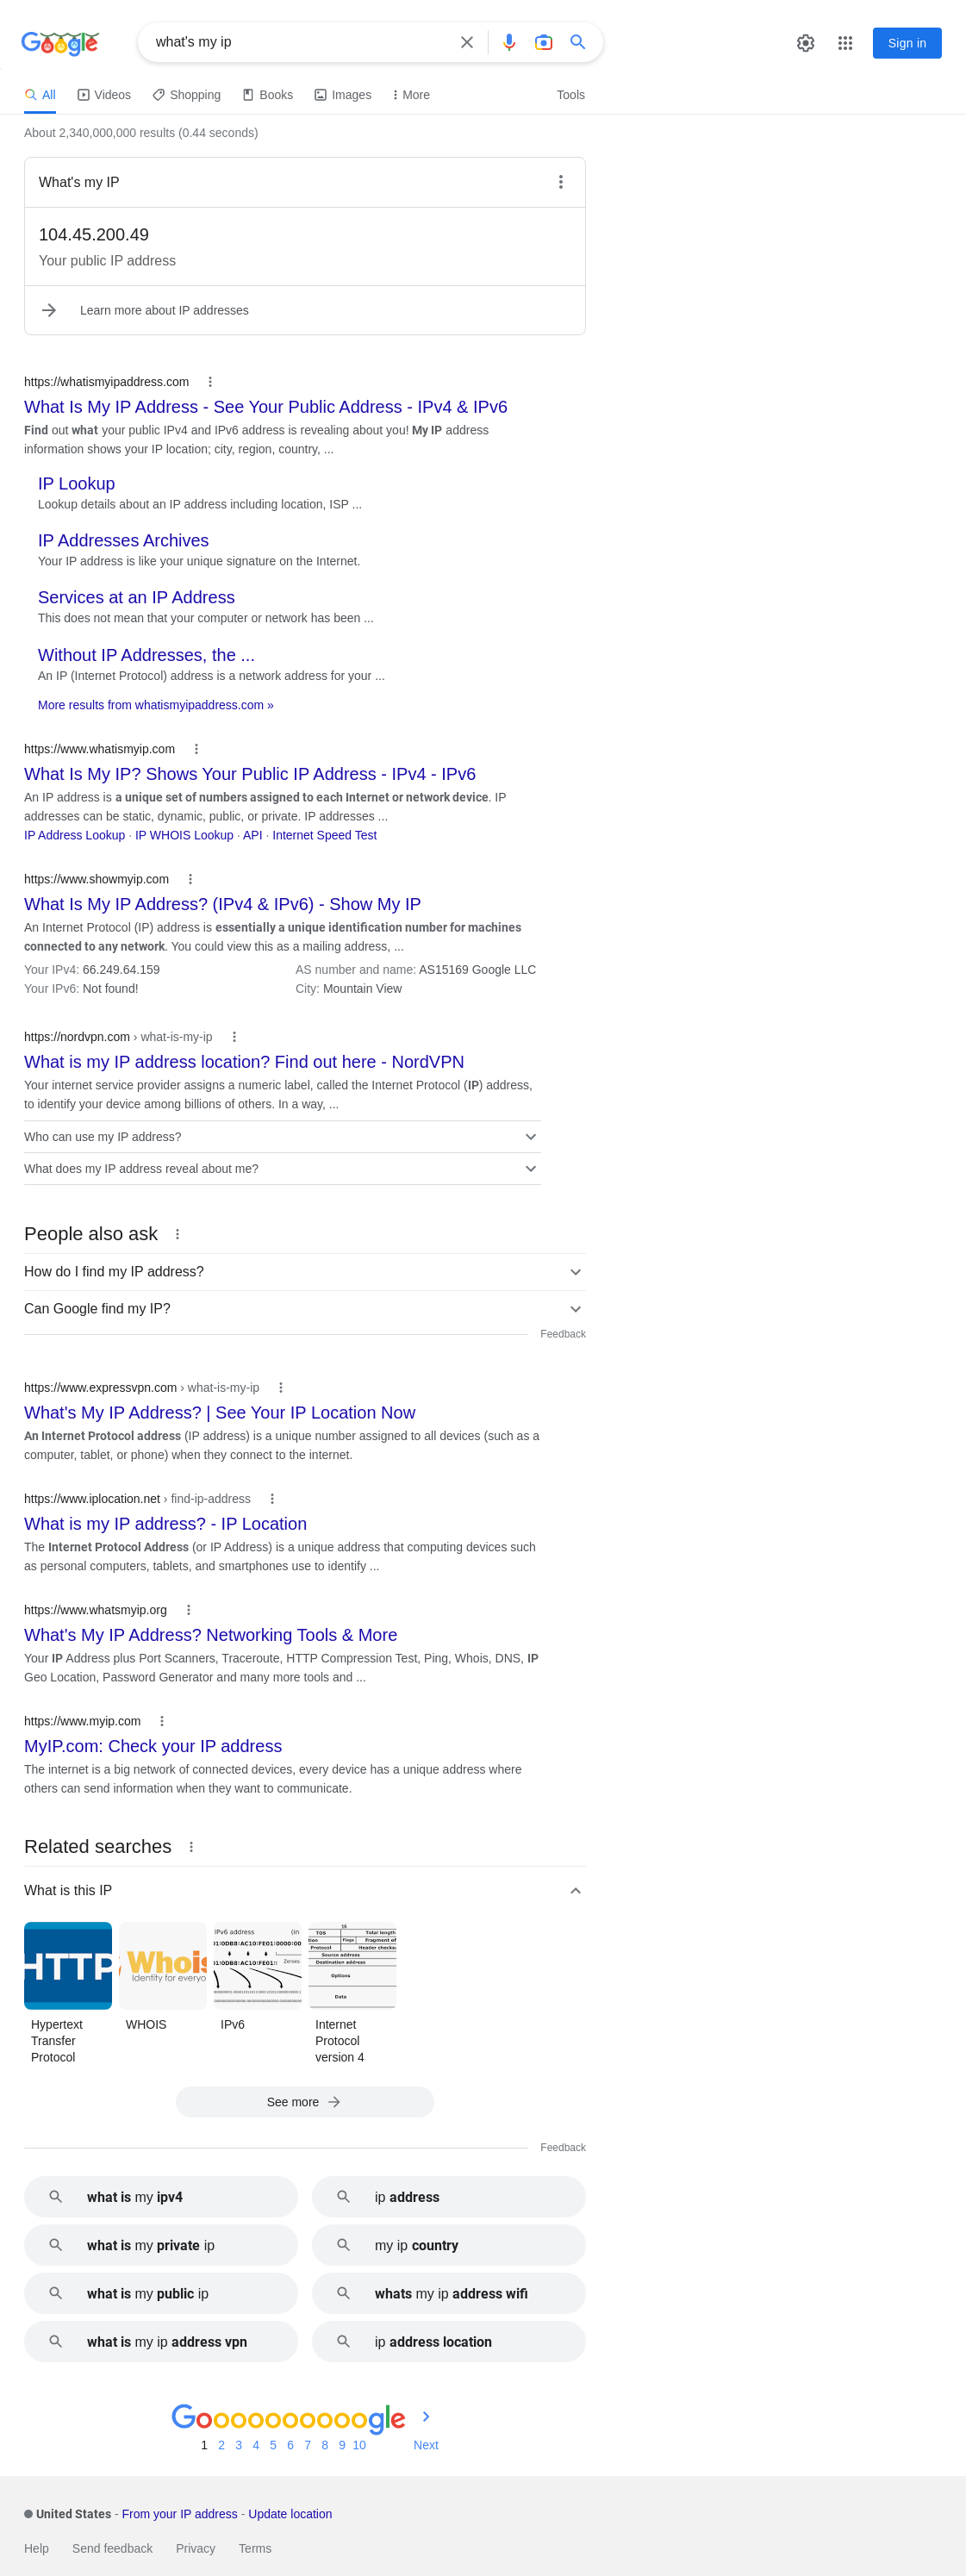 Google
what's my ip
Sign in
All Videos Shopping Books Images More Tools
About 2,340,000,000 results (0.44 seconds)
What's my IP
104.45.200.49
Your public IP address
Learn more about IP addresses
https://whatismyipaddress.com
What Is My IP Address - See Your Public Address - IPv4 & IPv6
Find out what your public IPv4 and IPv6 address is revealing about you! My IP address
information shows your IP location; city, region, country, ...
IP Lookup
Lookup details about an IP address including location, ISP ...
IP Addresses Archives
Your IP address is like your unique signature on the Internet.
Services at an IP Address
This does not mean that your computer or network has been ...
Without IP Addresses, the ...
An IP (Internet Protocol) address is a network address for your ...
More results from whatismyipaddress.com »
https://www.whatismyip.com
What Is My IP? Shows Your Public IP Address - IPv4 - IPv6
An IP address is a unique set of numbers assigned to each Internet or network device. IP
addresses can be static, dynamic, public, or private. IP addresses ...
IP Address Lookup · IP WHOIS Lookup · API · Internet Speed Test
https://www.showmyip.com
What Is My IP Address? (IPv4 & IPv6) - Show My IP
An Internet Protocol (IP) address is essentially a unique identification number for machines
connected to any network. You could view this as a mailing address, ...
Your IPv4: 66.249.64.159 AS number and name: AS15169 Google LLC
Your IPv6: Not found! City: Mountain View
https://nordvpn.com › what-is-my-ip
What is my IP address location? Find out here - NordVPN
Your internet service provider assigns a numeric label, called the Internet Protocol (IP) address,
to identify your device among billions of others. In a way, ...
Who can use my IP address?
What does my IP address reveal about me?
People also ask
How do I find my IP address?
Can Google find my IP?
Feedback
https://www.expressvpn.com › what-is-my-ip
What's My IP Address? | See Your IP Location Now
An Internet Protocol address (IP address) is a unique number assigned to all devices (such as a
computer, tablet, or phone) when they connect to the internet.
https://www.iplocation.net › find-ip-address
What is my IP address? - IP Location
The Internet Protocol Address (or IP Address) is a unique address that computing devices such
as personal computers, tablets, and smartphones use to identify ...
https://www.whatsmyip.org
What's My IP Address? Networking Tools & More
Your IP Address plus Port Scanners, Traceroute, HTTP Compression Test, Ping, Whois, DNS, IP
Geo Location, Password Generator and many more tools and ...
https://www.myip.com
MyIP.com: Check your IP address
The internet is a big network of connected devices, every device has a unique address where
others can send information when they want to communicate.
Related searches
What is this IP
HTTP
Whois
Identity for everyo
IPv6 address (in
Zeroes
16
TOS Total length
Flags Fragment of
Protocol Header checksu
Source address
Destination address
Options
Data
Hypertext
Transfer
Protocol
WHOIS
IPv6
Internet
Protocol
version 4
See more
Feedback
what is my ipv4
ip address
what is my private ip
my ip country
what is my public ip
whats my ip address wifi
what is my ip address vpn
ip address location
Goooooooooogle
1 2 3 4 5 6 7 8 9 10 Next
United States - From your IP address - Update location
Help Send feedback Privacy Terms